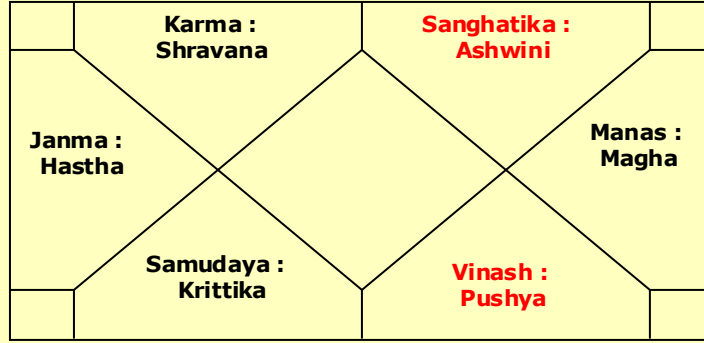 Karma :
Shravana
Sanghatika :
Ashwini
Janma :
Hastha
Manas :
Magha
Samudaya :
Krittika
Vinash :
Pushya